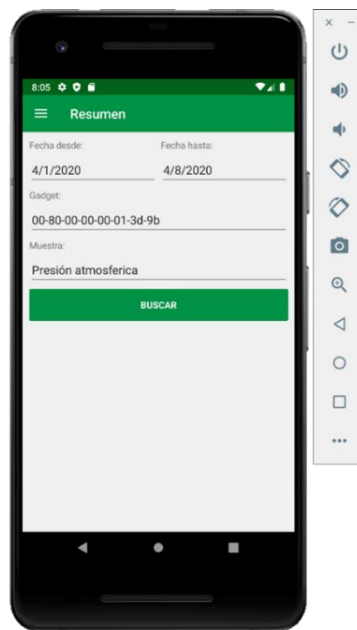 8:05
Resumen
Fecha desde: Fecha hasta:
4/1/2020 4/8/2020
Gadget:
00-80-00-00-00-01-3d-9b
Muestra:
Presión atmosferica
BUSCAR